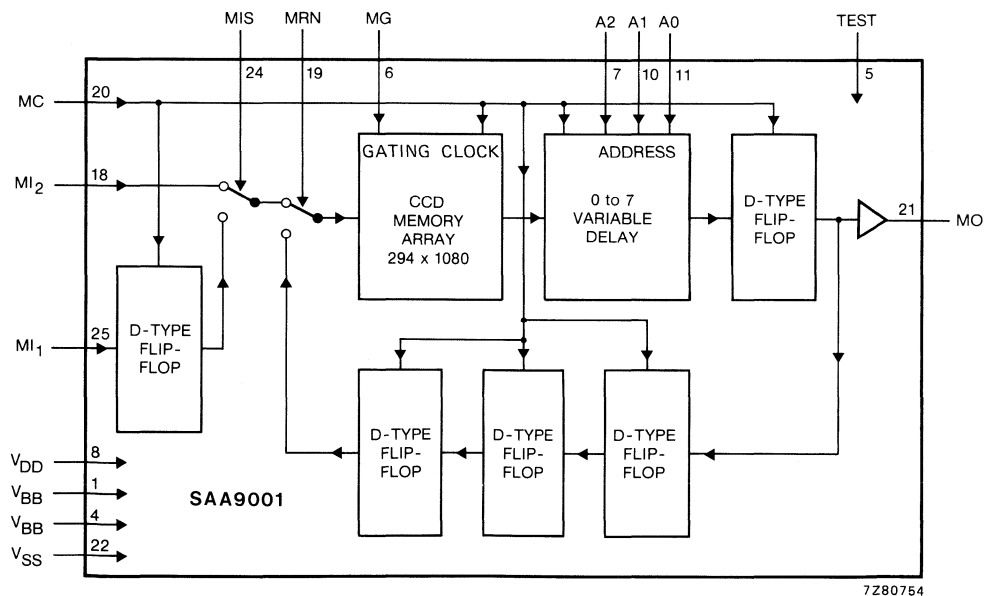 MIS MRN MG A2 A1 A0 TEST
24 19 6 7 10 11 5
MC 20
GATING CLOCK
ADDRESS
MI2 18
CCD
MEMORY
ARRAY
294 x 1080
0 to 7
VARIABLE
DELAY
D-TYPE
FLIP-
FLOP
21 MO
MI1 25
D-TYPE
FLIP-
FLOP
D-TYPE
FLIP-
FLOP
D-TYPE
FLIP-
FLOP
D-TYPE
FLIP-
FLOP
VDD 8
VBB 1
VBB 4
VSS 22
SAA9001
7Z80754